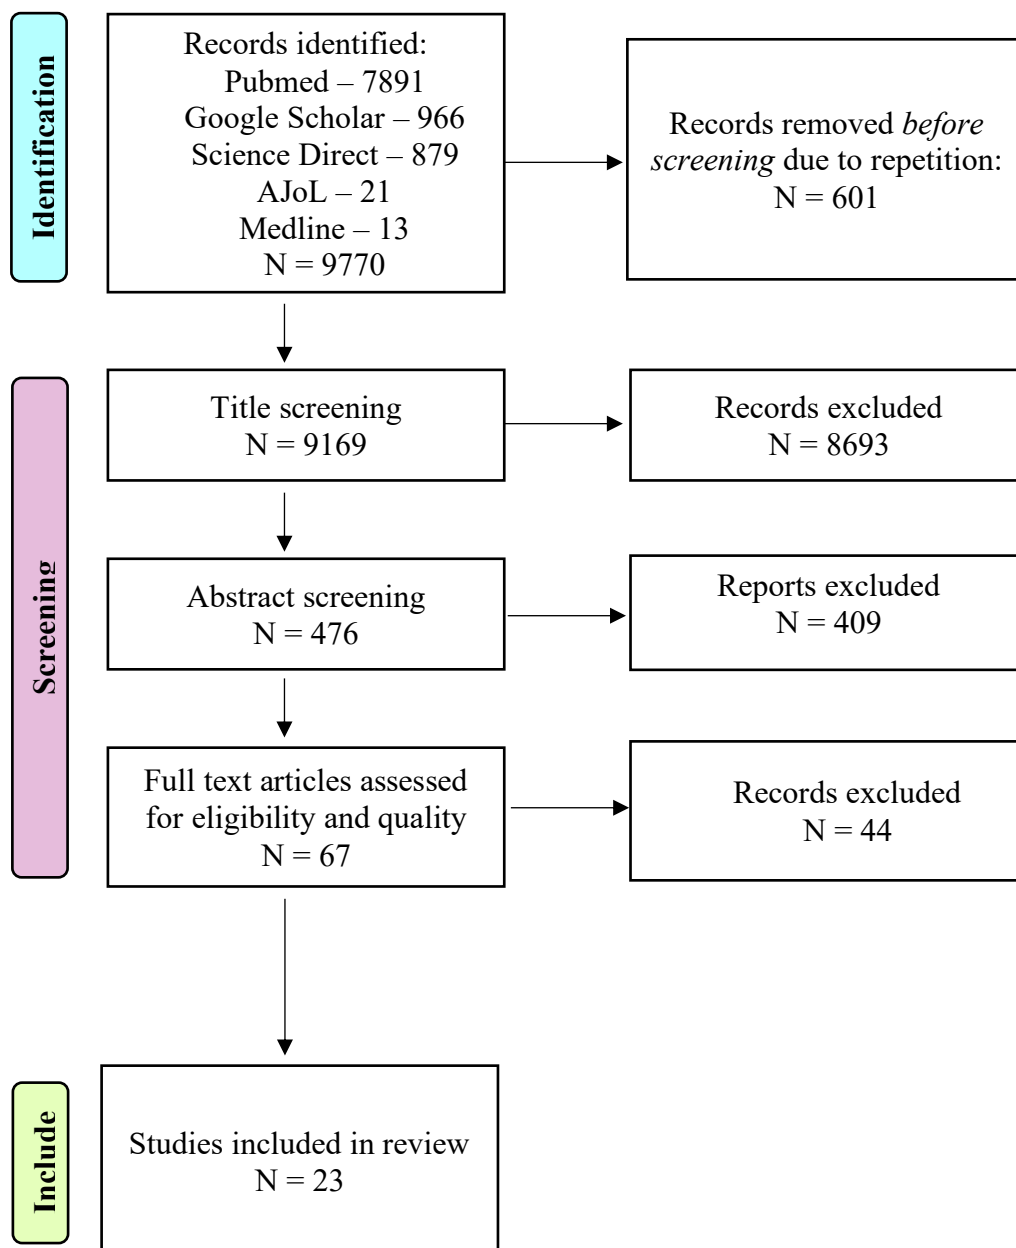 Identification
Records identified:
Pubmed – 7891
Google Scholar – 966
Science Direct – 879
AJoL – 21
Medline – 13
N = 9770
Records removed before
screening due to repetition:
N = 601
Screening
Title screening
N = 9169
Records excluded
N = 8693
Abstract screening
N = 476
Reports excluded
N = 409
Full text articles assessed
for eligibility and quality
N = 67
Records excluded
N = 44
Include
Studies included in review
N = 23